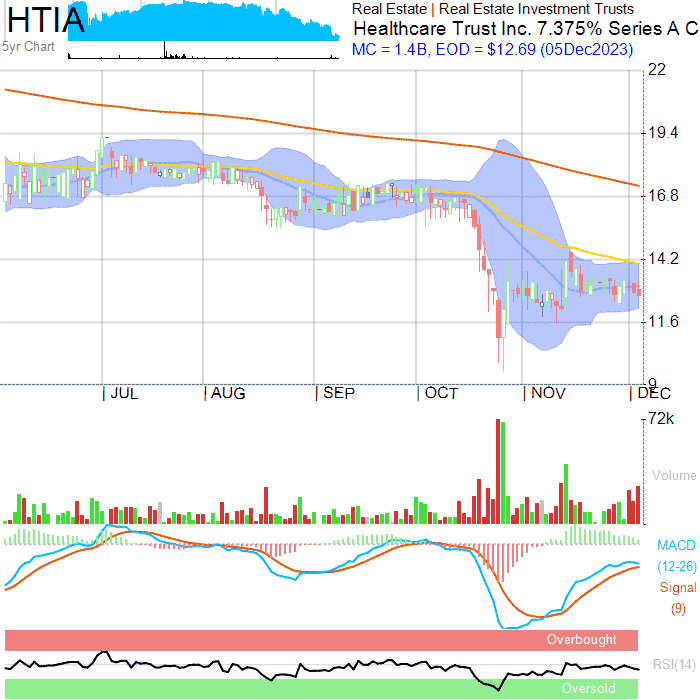 HTIA
5yr Chart
Real Estate | Real Estate Investment Trusts
Healthcare Trust Inc. 7.375% Series A C
MC = 1.4B, EOD = $12.69 (05Dec2023)
22
19.4
16.8
14.2
11.6
9
JUL
AUG
SEP
OCT
NOV
DEC
72k
Volume
MACD
(12-26)
Signal
(9)
Overbought
RSI(14)
Oversold